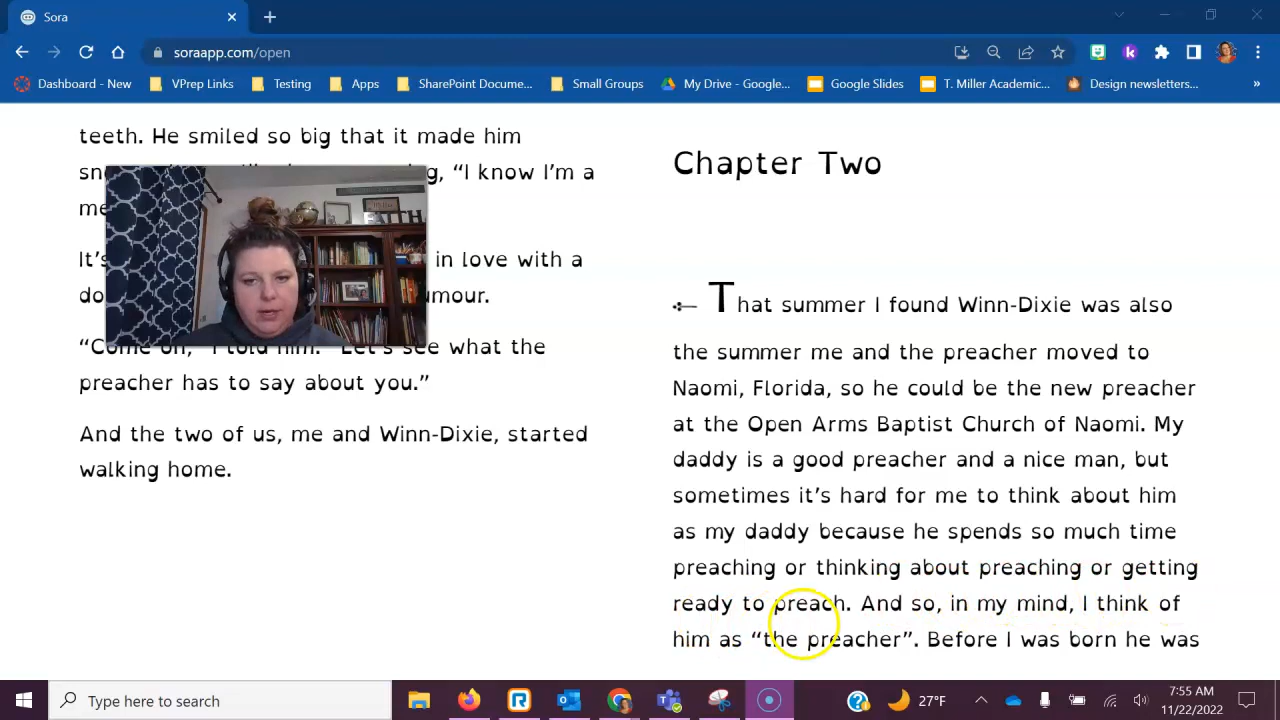 Sora
soraapp.com/open
Dashboard - New VPrep Links Testing Apps SharePoint Docume... Small Groups My Drive - Google... Google Slides T. Miller Academic... Design newsletters... »
teeth. He smiled so big that it made him
g, “I know I’m a
me
It’s in love with a
do umour.
“Come on,” I told him. “Let’s see what the
preacher has to say about you.”
And the two of us, me and Winn-Dixie, started
walking home.
Chapter Two
That summer I found Winn-Dixie was also
the summer me and the preacher moved to
Naomi, Florida, so he could be the new preacher
at the Open Arms Baptist Church of Naomi. My
daddy is a good preacher and a nice man, but
sometimes it’s hard for me to think about him
as my daddy because he spends so much time
preaching or thinking about preaching or getting
ready to preach. And so, in my mind, I think of
him as “the preacher”. Before I was born he was
Type here to search
27°F
7:55 AM
11/22/2022